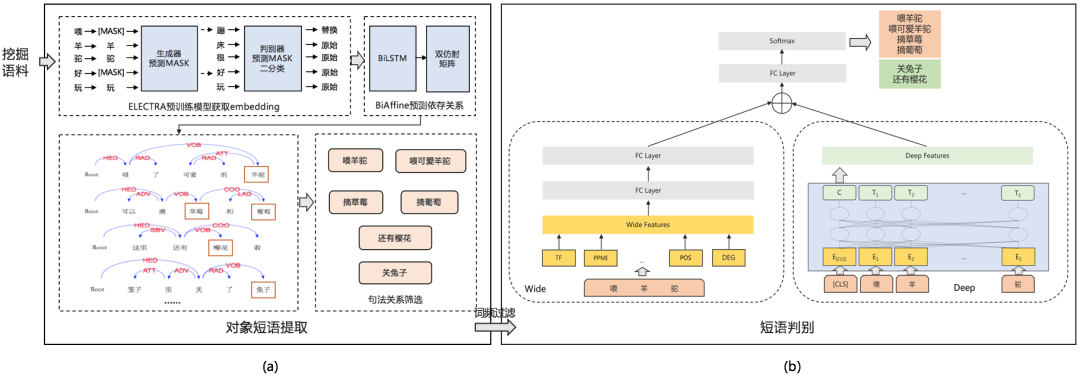 挖掘
语料
喂 [MASK]
羊 羊
驼 驼
好 [MASK]
玩 玩
生成器
预测MASK
蹦
床
很
好
玩
判别器
预测MASK
二分类
替换
原始
原始
原始
原始
ELECTRA预训练模型获取embedding
BiLSTM
双仿射
矩阵
BiAffine预测依存关系
VOB
HED RAD RAD ATT
Root 喂 了 可爱 的 羊驼
HED ADV VOB COO LAD
Root 可以 摘 草莓 和 葡萄
HED SBV VOB COO
Root 这里 还有 樱花 看
HED ATT ADV RAD VOB
Root 笼子 里 关 了 兔子
......
喂羊驼 喂可爱羊驼
摘草莓 摘葡萄
还有樱花
关兔子
句法关系筛选
对象短语提取
(a)
词频过滤
Softmax
FC Layer
喂羊驼
喂可爱羊驼
摘草莓
摘葡萄
关兔子
还有樱花
FC Layer
FC Layer
Wide Features
TF PPMI ... POS DEG
喂 羊 驼
Wide
Deep Features
C T1 T2 ... T3
E[CLS] E1 E2 ... E3
[CLS] 喂 羊 驼
Deep
短语判别
(b)